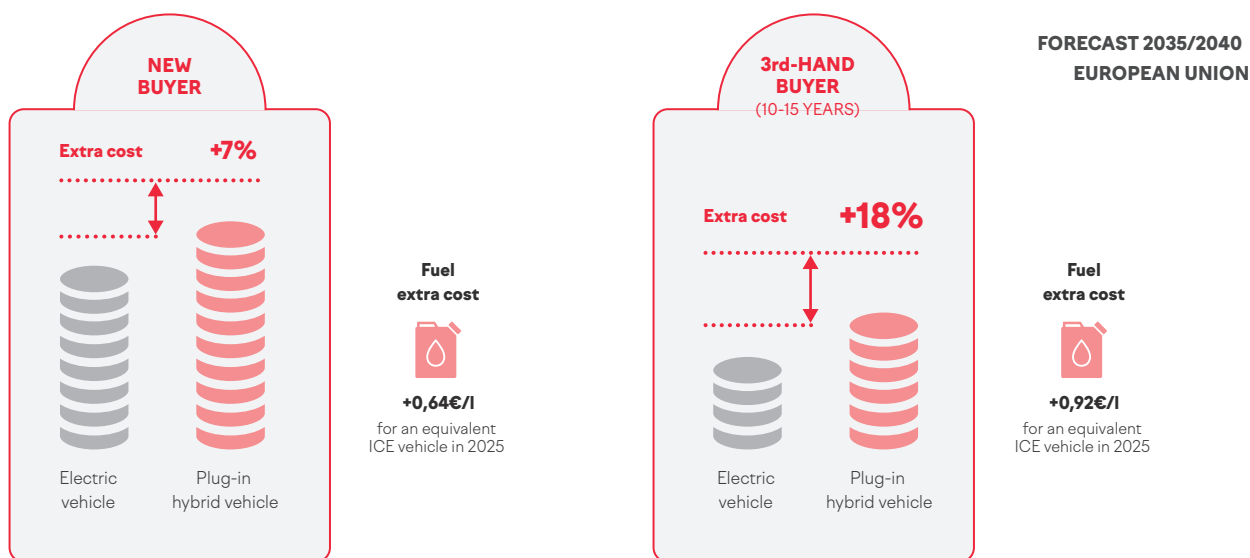 FORECAST 2035/2040
EUROPEAN UNION
NEW
BUYER
Extra cost +7%
Electric
vehicle
Plug-in
hybrid vehicle
Fuel
extra cost
+0,64€/l
for an equivalent
ICE vehicle in 2025
3rd-HAND
BUYER
(10-15 YEARS)
Extra cost +18%
Electric
vehicle
Plug-in
hybrid vehicle
Fuel
extra cost
+0,92€/l
for an equivalent
ICE vehicle in 2025